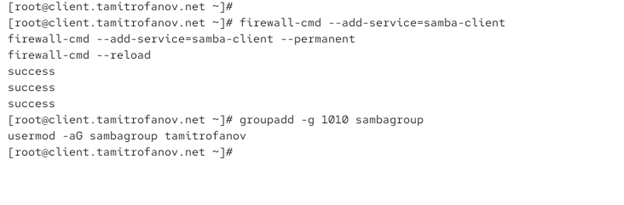 [root@client.tamitrofanov.net ~]#
[root@client.tamitrofanov.net ~]# firewall-cmd --add-service=samba-client
firewall-cmd --add-service=samba-client --permanent
firewall-cmd --reload
success
success
success
[root@client.tamitrofanov.net ~]# groupadd -g 1010 sambagroup
usermod -aG sambagroup tamitrofanov
[root@client.tamitrofanov.net ~]#